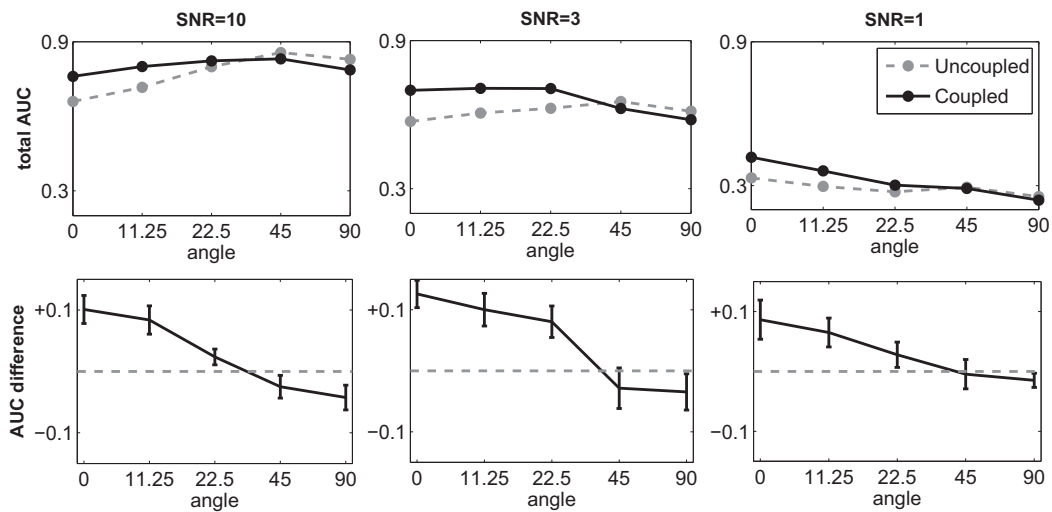 SNR=10
SNR=3
SNR=1
total AUC
0.9
0.3
0 11.25 22.5 45 90
angle
0.9
0.3
0 11.25 22.5 45 90
angle
0.9
0.3
0 11.25 22.5 45 90
angle
Uncoupled
Coupled
AUC difference
+0.1
−0.1
0 11.25 22.5 45 90
angle
+0.1
−0.1
0 11.25 22.5 45 90
angle
+0.1
−0.1
0 11.25 22.5 45 90
angle